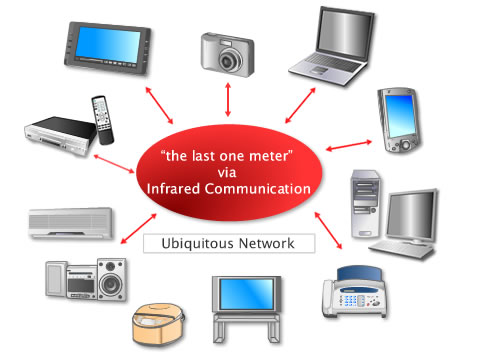 “the last one meter”
via
Infrared Communication
Ubiquitous Network